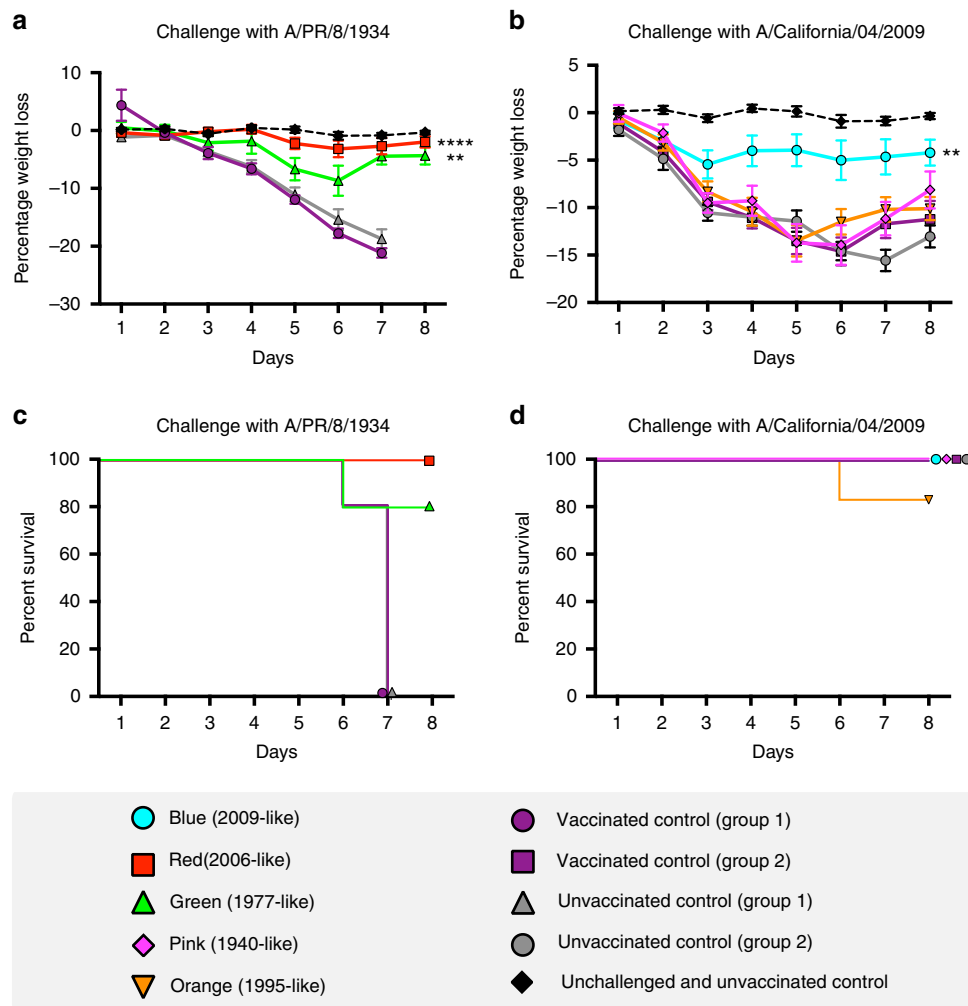 a
Challenge with A/PR/8/1934
Percentage weight loss
10
0
–10
–20
–30
****
**
1 2 3 4 5 6 7 8
Days
b
Challenge with A/California/04/2009
Percentage weight loss
5
0
–5
–10
–15
–20
**
1 2 3 4 5 6 7 8
Days
c
Challenge with A/PR/8/1934
Percent survival
100
80
60
40
20
0
1 2 3 4 5 6 7 8
Days
d
Challenge with A/California/04/2009
Percent survival
100
80
60
40
20
0
1 2 3 4 5 6 7 8
Days
Blue (2009-like)
Red(2006-like)
Green (1977-like)
Pink (1940-like)
Orange (1995-like)
Vaccinated control (group 1)
Vaccinated control (group 2)
Unvaccinated control (group 1)
Unvaccinated control (group 2)
Unchallenged and unvaccinated control